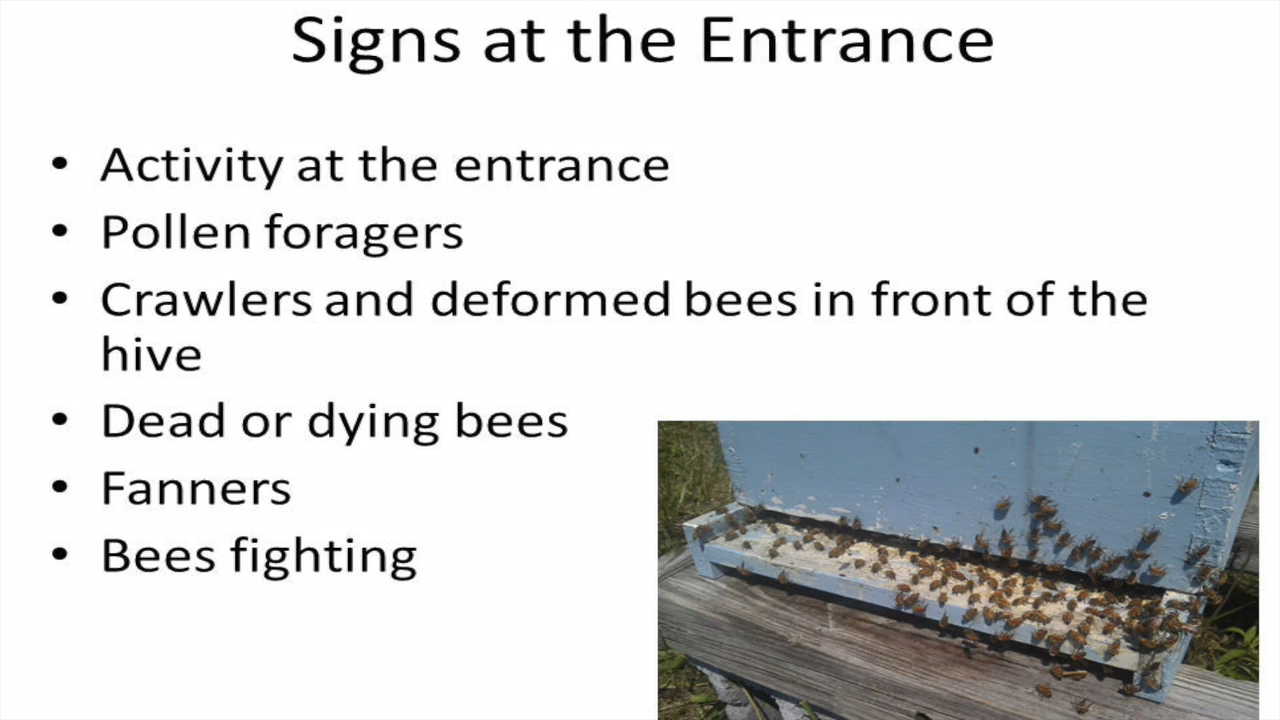 Signs at the Entrance
• Activity at the entrance
• Pollen foragers
• Crawlers and deformed bees in front of the
hive
• Dead or dying bees
• Fanners
• Bees fighting